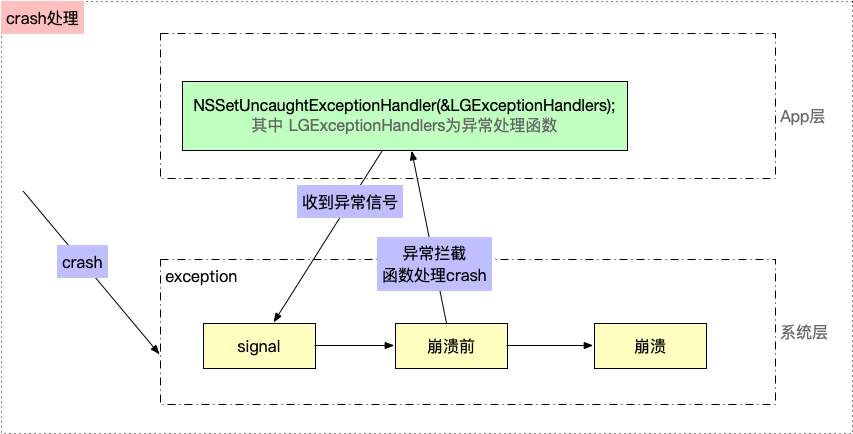 crash处理
NSSetUncaughtExceptionHandler(&LGExceptionHandlers);
其中 LGExceptionHandlers为异常处理函数
App层
收到异常信号
异常拦截
函数处理crash
crash
exception
signal
崩溃前
崩溃
系统层